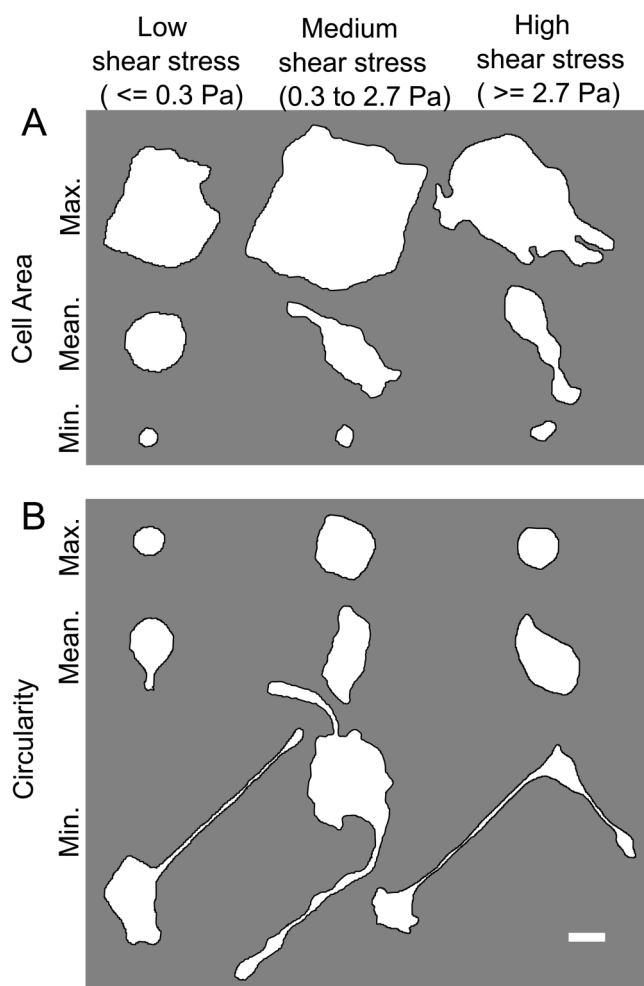 Low
shear stress
( <= 0.3 Pa)
Medium
shear stress
(0.3 to 2.7 Pa)
High
shear stress
( >= 2.7 Pa)
A
Cell Area
Max.
Mean.
Min.
B
Circularity
Max.
Mean.
Min.